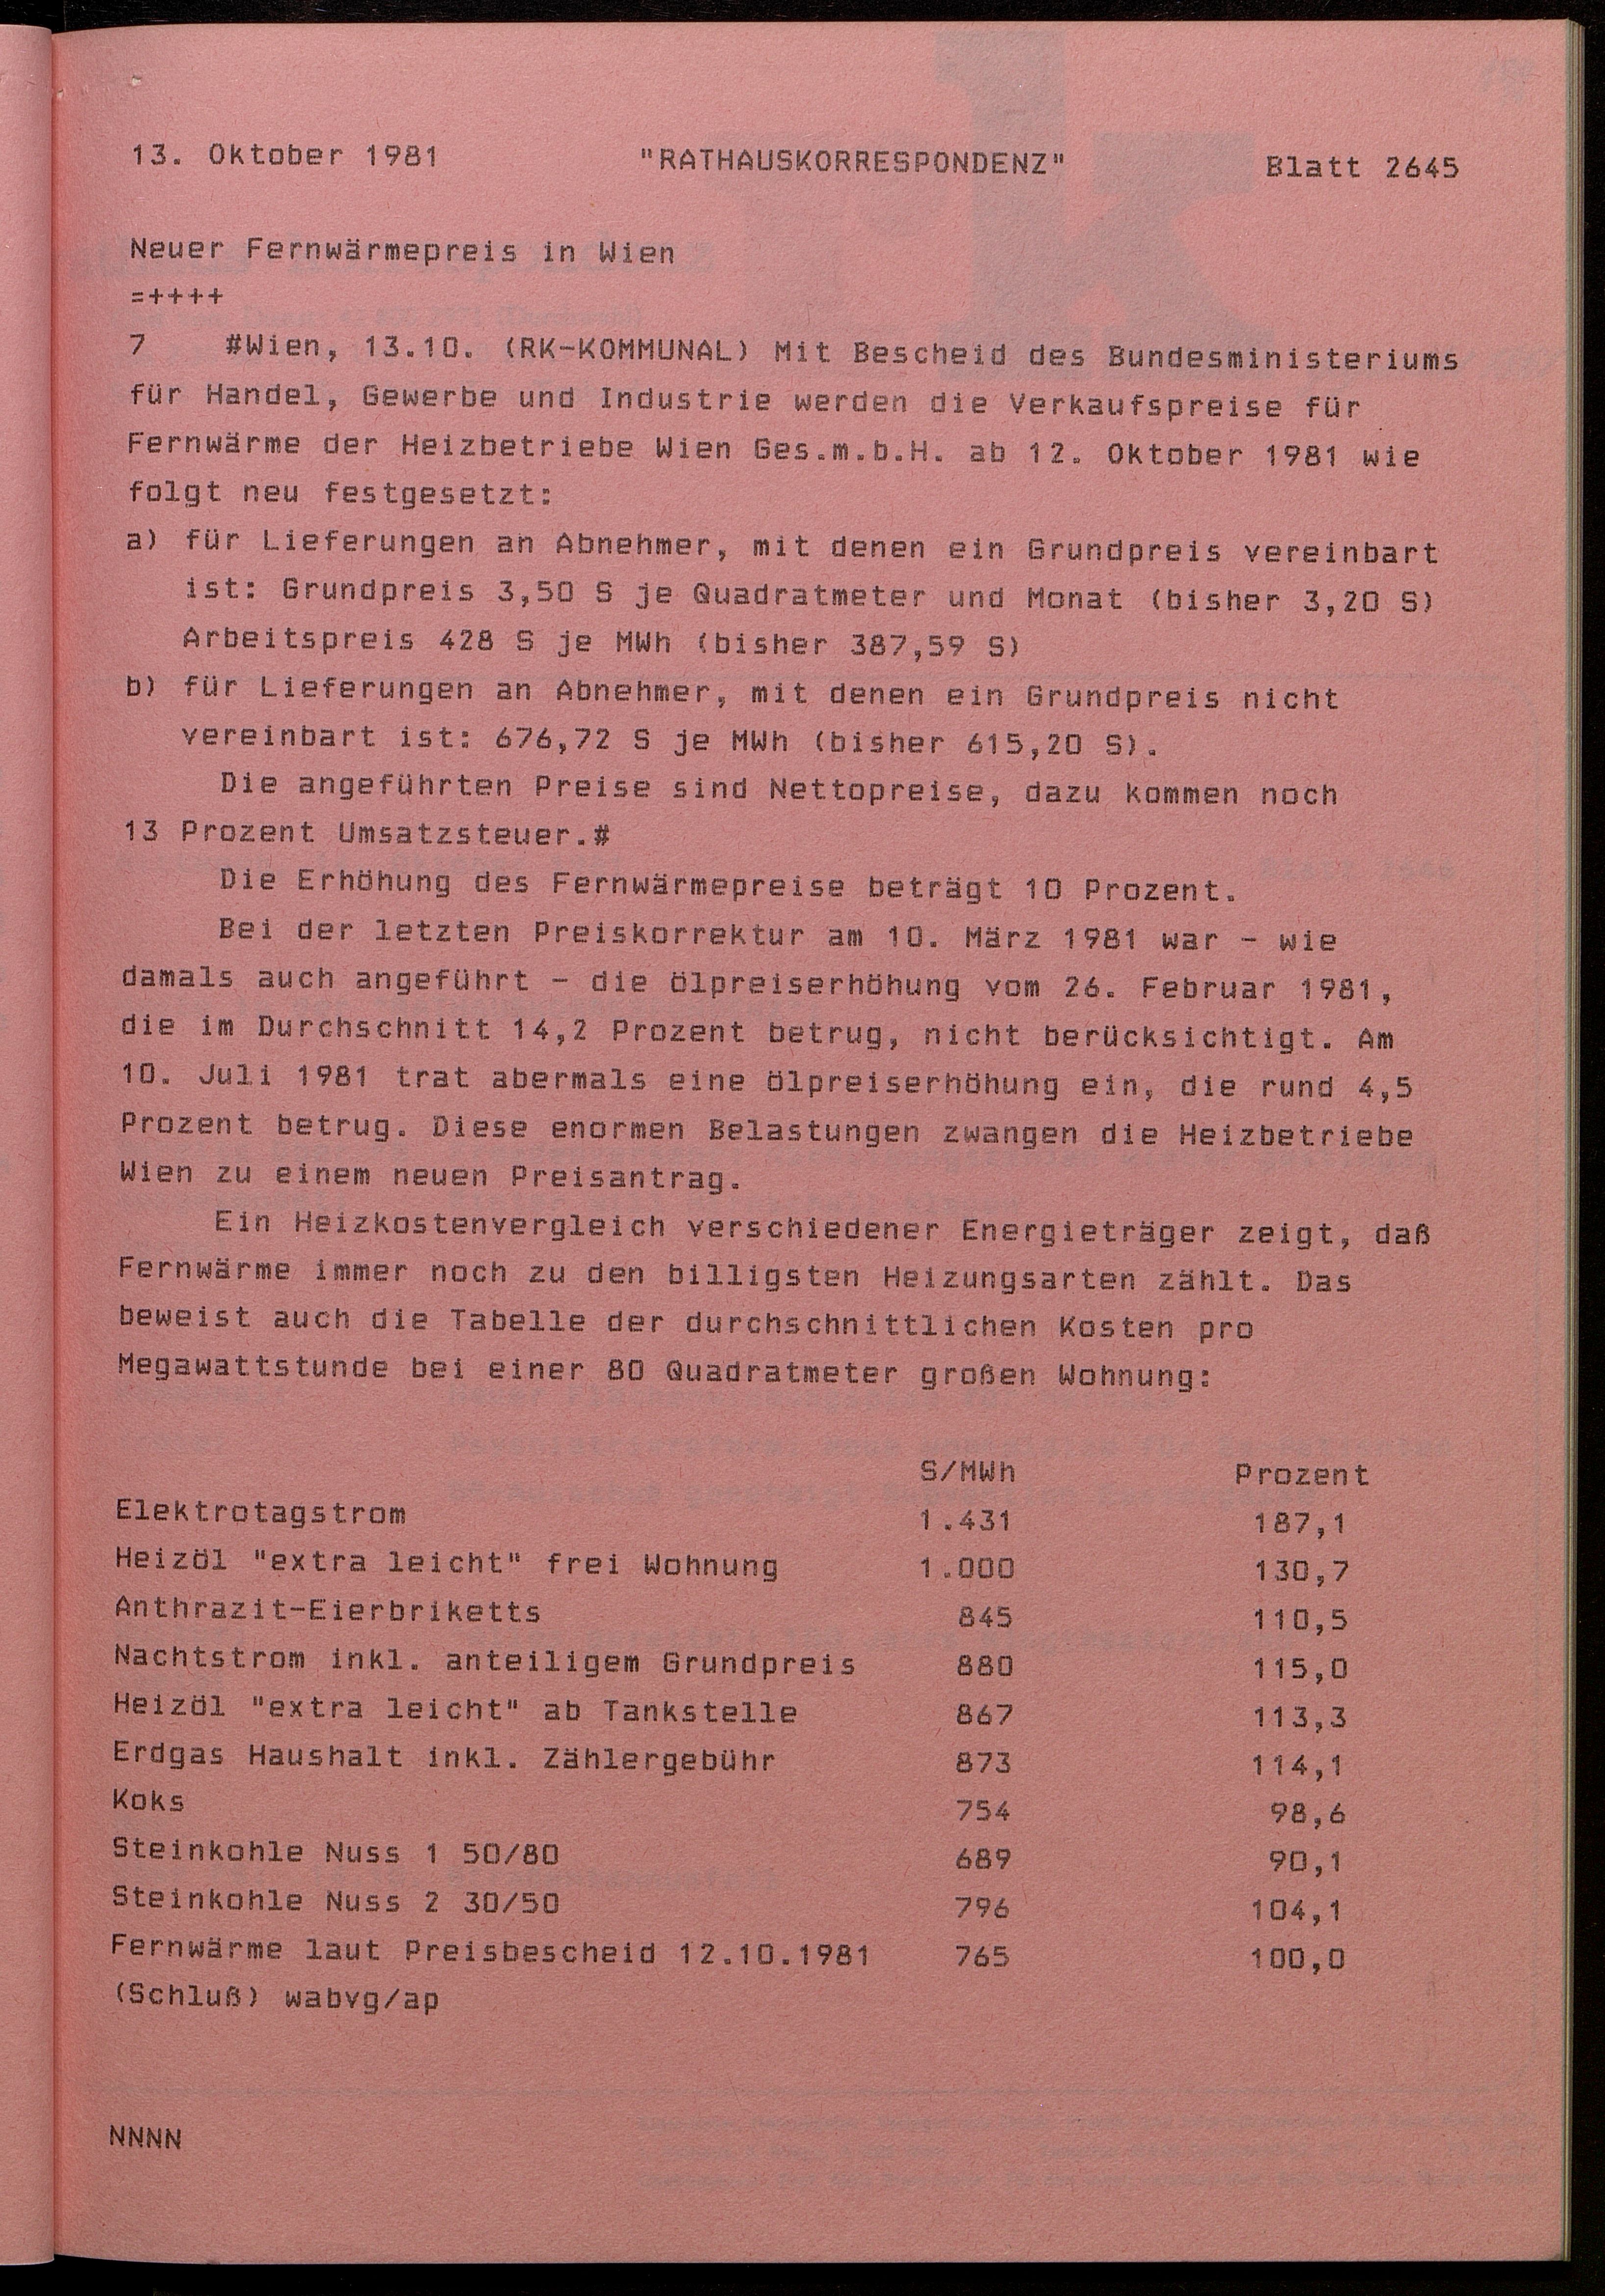 13. Oktober 1981 "RATHAUSKORRESPONDENZ" Blatt 2645
Neuer Fernwärmepreis in Wien
=++++
7 #Wien, 13.10. (RK-KOMMUNAL) Mit Bescheid des Bundesministeriums
für Handel, Gewerbe und Industrie werden die Verkaufspreise für
Fernwärme der Heizbetriebe Wien Ges.m.b.H. ab 12. Oktober 1981 wie
folgt neu festgesetzt:
a) für Lieferungen an Abnehmer, mit denen ein Grundpreis vereinbart
ist: Grundpreis 3,50 S je Quadratmeter und Monat (bisher 3,20 S)
Arbeitspreis 428 S je MWh (bisher 387,59 S)
b) für Lieferungen an Abnehmer, mit denen ein Grundpreis nicht
vereinbart ist: 676,72 S je MWh (bisher 615,20 S).
Die angeführten Preise sind Nettopreise, dazu kommen noch
13 Prozent Umsatzsteuer.#
Die Erhöhung des Fernwärmepreise beträgt 10 Prozent.
Bei der letzten Preiskorrektur am 10. März 1981 war - wie
damals auch angeführt - die ölpreiserhöhung vom 26. Februar 1981,
die im Durchschnitt 14,2 Prozent betrug, nicht berücksichtigt. Am
10. Juli 1981 trat abermals eine ölpreiserhöhung ein, die rund 4,5
Prozent betrug. Diese enormen Belastungen zwangen die Heizbetriebe
Wien zu einem neuen Preisantrag.
Ein Heizkostenvergleich verschiedener Energieträger zeigt, daß
Fernwärme immer noch zu den billigsten Heizungsarten zählt. Das
beweist auch die Tabelle der durchschnittlichen Kosten pro
Megawattstunde bei einer 80 Quadratmeter großen Wohnung:
S/MWh Prozent
Elektrotagstrom 1.431 187,1
Heizöl "extra leicht" frei Wohnung 1.000 130,7
Anthrazit-Eierbriketts 845 110,5
Nachtstrom inkl. anteiligem Grundpreis 880 115,0
Heizöl "extra leicht" ab Tankstelle 867 113,3
Erdgas Haushalt inkl. Zählergebühr 873 114,1
Koks 754 98,6
Steinkohle Nuss 1 50/80 689 90,1
Steinkohle Nuss 2 30/50 796 104,1
Fernwärme laut Preisbescheid 12.10.1981 765 100,0
(Schluß) wabvg/ap
NNNN